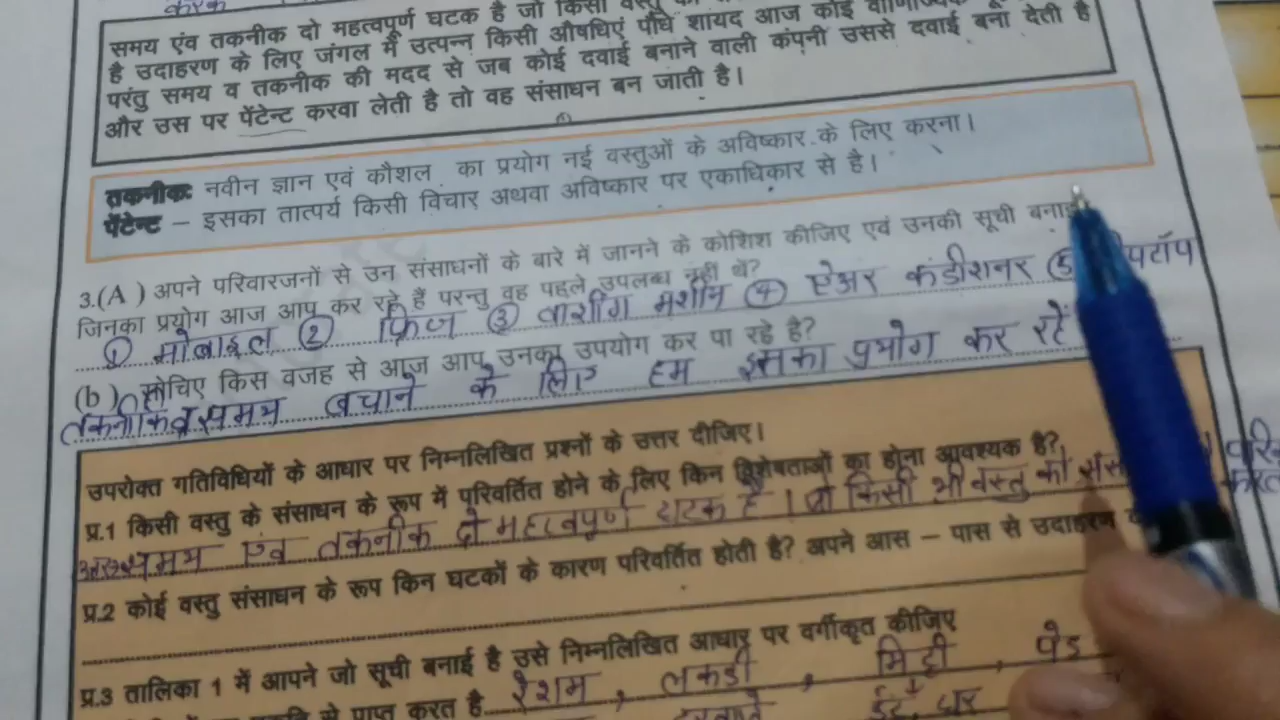 कारक
समय एंव तकनीक दो महत्वपूर्ण घटक है जो किसी वस्तु
है उदाहरण के लिए जंगल में उत्पन्न किसी औषधिएं पौधे शायद आज कोई वाणिज्यिक
परंतु समय व तकनीक की मदद से जब कोई दवाई बनाने वाली कंपनी उससे दवाई बना देती है
और उस पर पेंटेन्ट करवा लेती है तो वह संसाधन बन जाती है।
तकनीक: नवीन ज्ञान एवं कौशल का प्रयोग नई वस्तुओं के अविष्कार के लिए करना।
पेंटेन्ट – इसका तात्पर्य किसी विचार अथवा अविष्कार पर एकाधिकार से है।
3.(A ) अपने परिवारजनों से उन संसाधनों के बारे में जानने के कोशिश कीजिए एवं उनकी सूची बनाई
जिनका प्रयोग आज आप कर रहे हैं परन्तु वह पहले उपलब्ध नहीं थे?
① मोबाइल ② फ्रिज ③ वाशींग मशीन ④ ऐअर कंडीशनर ⑤ पटॉप
(b ) सोचिए किस वजह से आज आप उनका उपयोग कर पा रहे है?
तकनीकि व समय बचाने के लिए हम इसका प्रयोग कर रहें
उपरोक्त गतिविधियों के आधार पर निम्नलिखित प्रश्नों के उत्तर दीजिए।
प्र.1 किसी वस्तु के संसाधन के रूप में परिवर्तित होने के लिए किन विशेषताओं का होना आवश्यक है?
समय एंव तकनीक दो महत्वपूर्ण घटक है। जो किसी भी वस्तु को
प्र.2 कोई वस्तु संसाधन के रूप किन घटकों के कारण परिवर्तित होती है? अपने आस – पास से उदाहरण
प्र.3 तालिका 1 में आपने जो सूची बनाई है उसे निम्नलिखित आधार पर वर्गीकृत कीजिए
से प्राप्त करत है रेशम , लकडी , मिट्टी , पेड